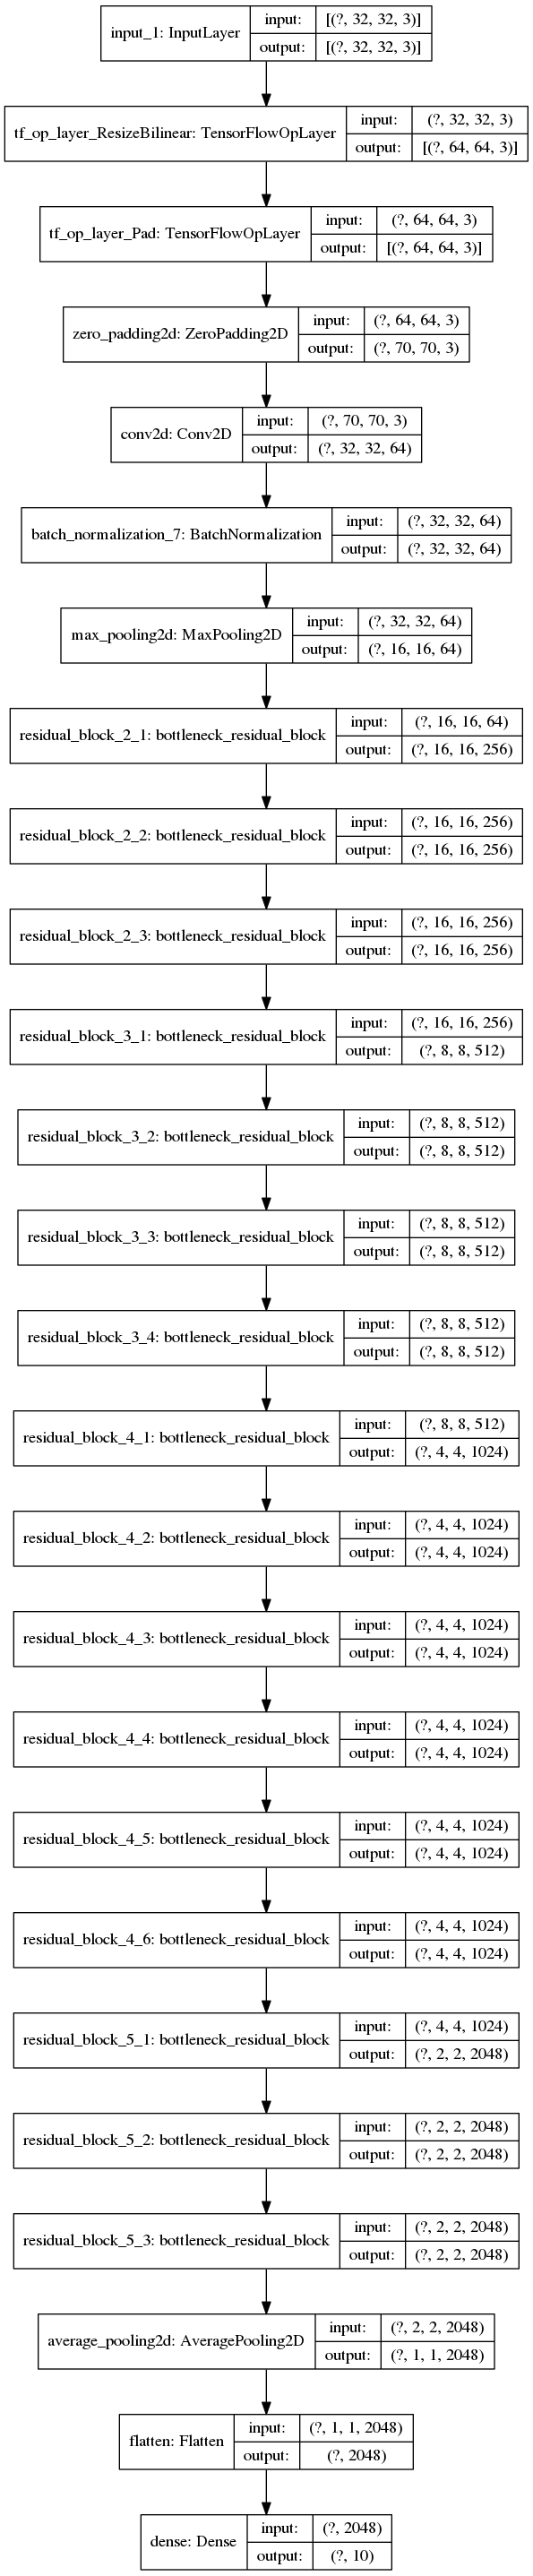 input_1: InputLayer
input:
[(?, 32, 32, 3)]
output:
[(?, 32, 32, 3)]
tf_op_layer_ResizeBilinear: TensorFlowOpLayer
input:
(?, 32, 32, 3)
output:
[(?, 64, 64, 3)]
tf_op_layer_Pad: TensorFlowOpLayer
input:
(?, 64, 64, 3)
output:
[(?, 64, 64, 3)]
zero_padding2d: ZeroPadding2D
input:
(?, 64, 64, 3)
output:
(?, 70, 70, 3)
conv2d: Conv2D
input:
(?, 70, 70, 3)
output:
(?, 32, 32, 64)
batch_normalization_7: BatchNormalization
input:
(?, 32, 32, 64)
output:
(?, 32, 32, 64)
max_pooling2d: MaxPooling2D
input:
(?, 32, 32, 64)
output:
(?, 16, 16, 64)
residual_block_2_1: bottleneck_residual_block
input:
(?, 16, 16, 64)
output:
(?, 16, 16, 256)
residual_block_2_2: bottleneck_residual_block
input:
(?, 16, 16, 256)
output:
(?, 16, 16, 256)
residual_block_2_3: bottleneck_residual_block
input:
(?, 16, 16, 256)
output:
(?, 16, 16, 256)
residual_block_3_1: bottleneck_residual_block
input:
(?, 16, 16, 256)
output:
(?, 8, 8, 512)
residual_block_3_2: bottleneck_residual_block
input:
(?, 8, 8, 512)
output:
(?, 8, 8, 512)
residual_block_3_3: bottleneck_residual_block
input:
(?, 8, 8, 512)
output:
(?, 8, 8, 512)
residual_block_3_4: bottleneck_residual_block
input:
(?, 8, 8, 512)
output:
(?, 8, 8, 512)
residual_block_4_1: bottleneck_residual_block
input:
(?, 8, 8, 512)
output:
(?, 4, 4, 1024)
residual_block_4_2: bottleneck_residual_block
input:
(?, 4, 4, 1024)
output:
(?, 4, 4, 1024)
residual_block_4_3: bottleneck_residual_block
input:
(?, 4, 4, 1024)
output:
(?, 4, 4, 1024)
residual_block_4_4: bottleneck_residual_block
input:
(?, 4, 4, 1024)
output:
(?, 4, 4, 1024)
residual_block_4_5: bottleneck_residual_block
input:
(?, 4, 4, 1024)
output:
(?, 4, 4, 1024)
residual_block_4_6: bottleneck_residual_block
input:
(?, 4, 4, 1024)
output:
(?, 4, 4, 1024)
residual_block_5_1: bottleneck_residual_block
input:
(?, 4, 4, 1024)
output:
(?, 2, 2, 2048)
residual_block_5_2: bottleneck_residual_block
input:
(?, 2, 2, 2048)
output:
(?, 2, 2, 2048)
residual_block_5_3: bottleneck_residual_block
input:
(?, 2, 2, 2048)
output:
(?, 2, 2, 2048)
average_pooling2d: AveragePooling2D
input:
(?, 2, 2, 2048)
output:
(?, 1, 1, 2048)
flatten: Flatten
input:
(?, 1, 1, 2048)
output:
(?, 2048)
dense: Dense
input:
(?, 2048)
output:
(?, 10)